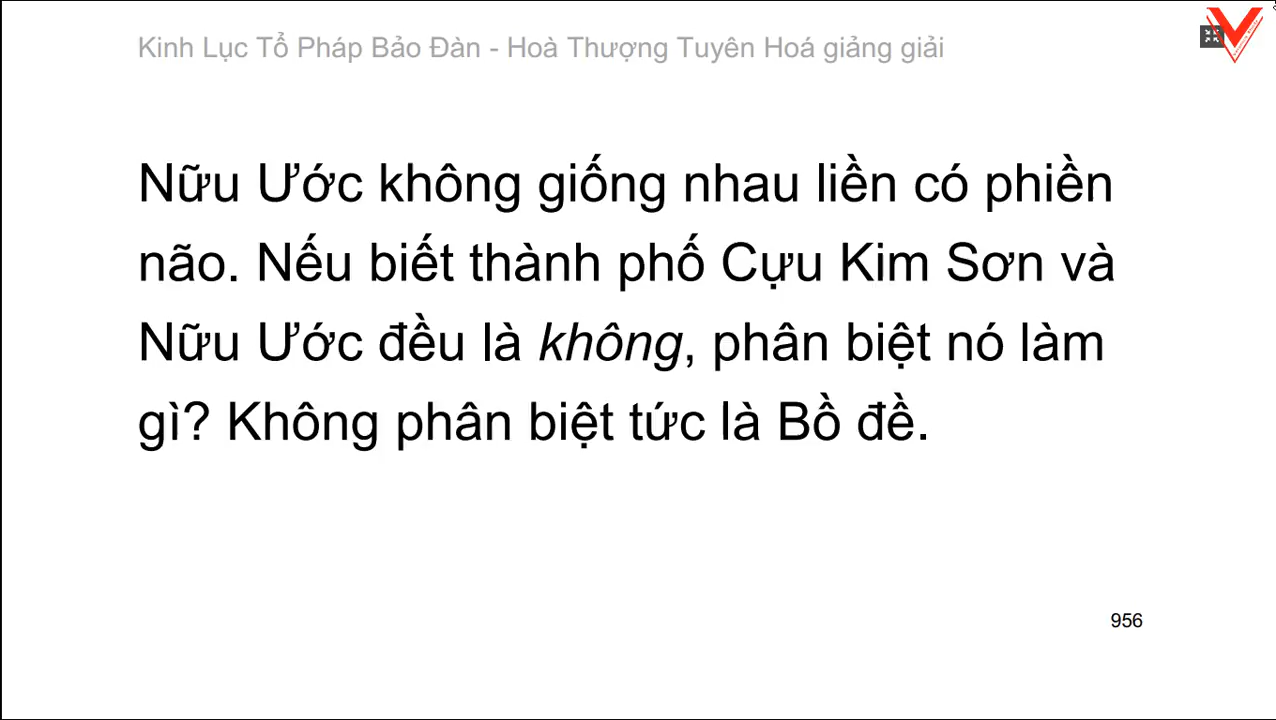 Kinh Lục Tổ Pháp Bảo Đàn - Hoà Thượng Tuyên Hoá giảng giải
Nữu Ước không giống nhau liền có phiền
não. Nếu biết thành phố Cựu Kim Sơn và
Nữu Ước đều là không, phân biệt nó làm
gì? Không phân biệt tức là Bồ đề.
956